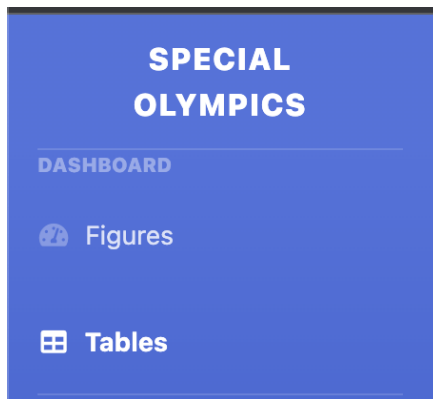 SPECIAL
OLYMPICS
DASHBOARD
Figures
Tables